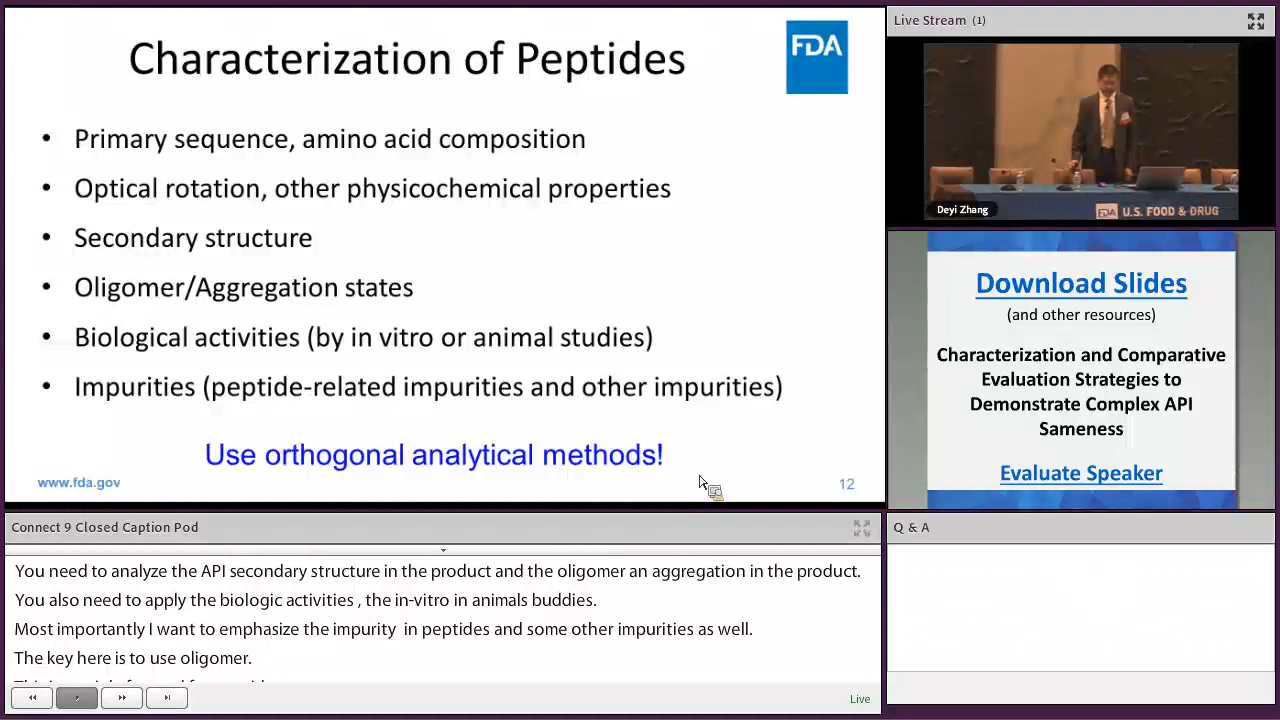 Characterization of Peptides
FDA
• Primary sequence, amino acid composition
• Optical rotation, other physicochemical properties
• Secondary structure
• Oligomer/Aggregation states
• Biological activities (by in vitro or animal studies)
• Impurities (peptide-related impurities and other impurities)
Use orthogonal analytical methods!
www.fda.gov
12
Live Stream (1)
Deyi Zhang
FDA U.S. FOOD & DRUG
Download Slides
(and other resources)
Characterization and Comparative
Evaluation Strategies to
Demonstrate Complex API
Sameness
Evaluate Speaker
Connect 9 Closed Caption Pod
You need to analyze the API secondary structure in the product and the oligomer an aggregation in the product.
You also need to apply the biologic activities , the in-vitro in animals buddies.
Most importantly I want to emphasize the impurity in peptides and some other impurities as well.
The key here is to use oligomer.
Live
Q & A